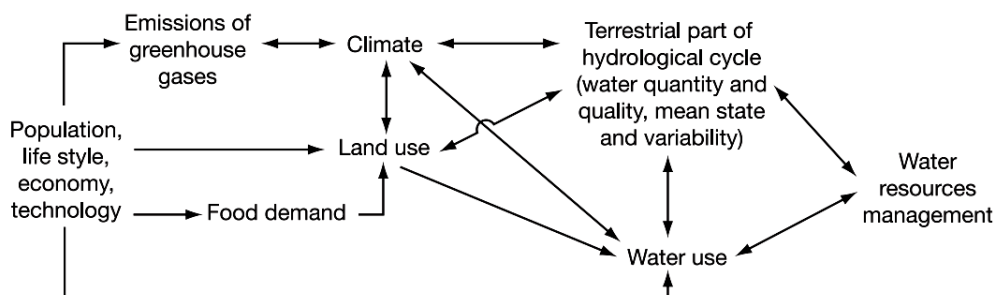 Emissions of
greenhouse
gases
Climate
Terrestrial part of
hydrological cycle
(water quantity and
quality, mean state
and variability)
Population,
life style,
economy,
technology
Land use
Food demand
Water
resources
management
Water use